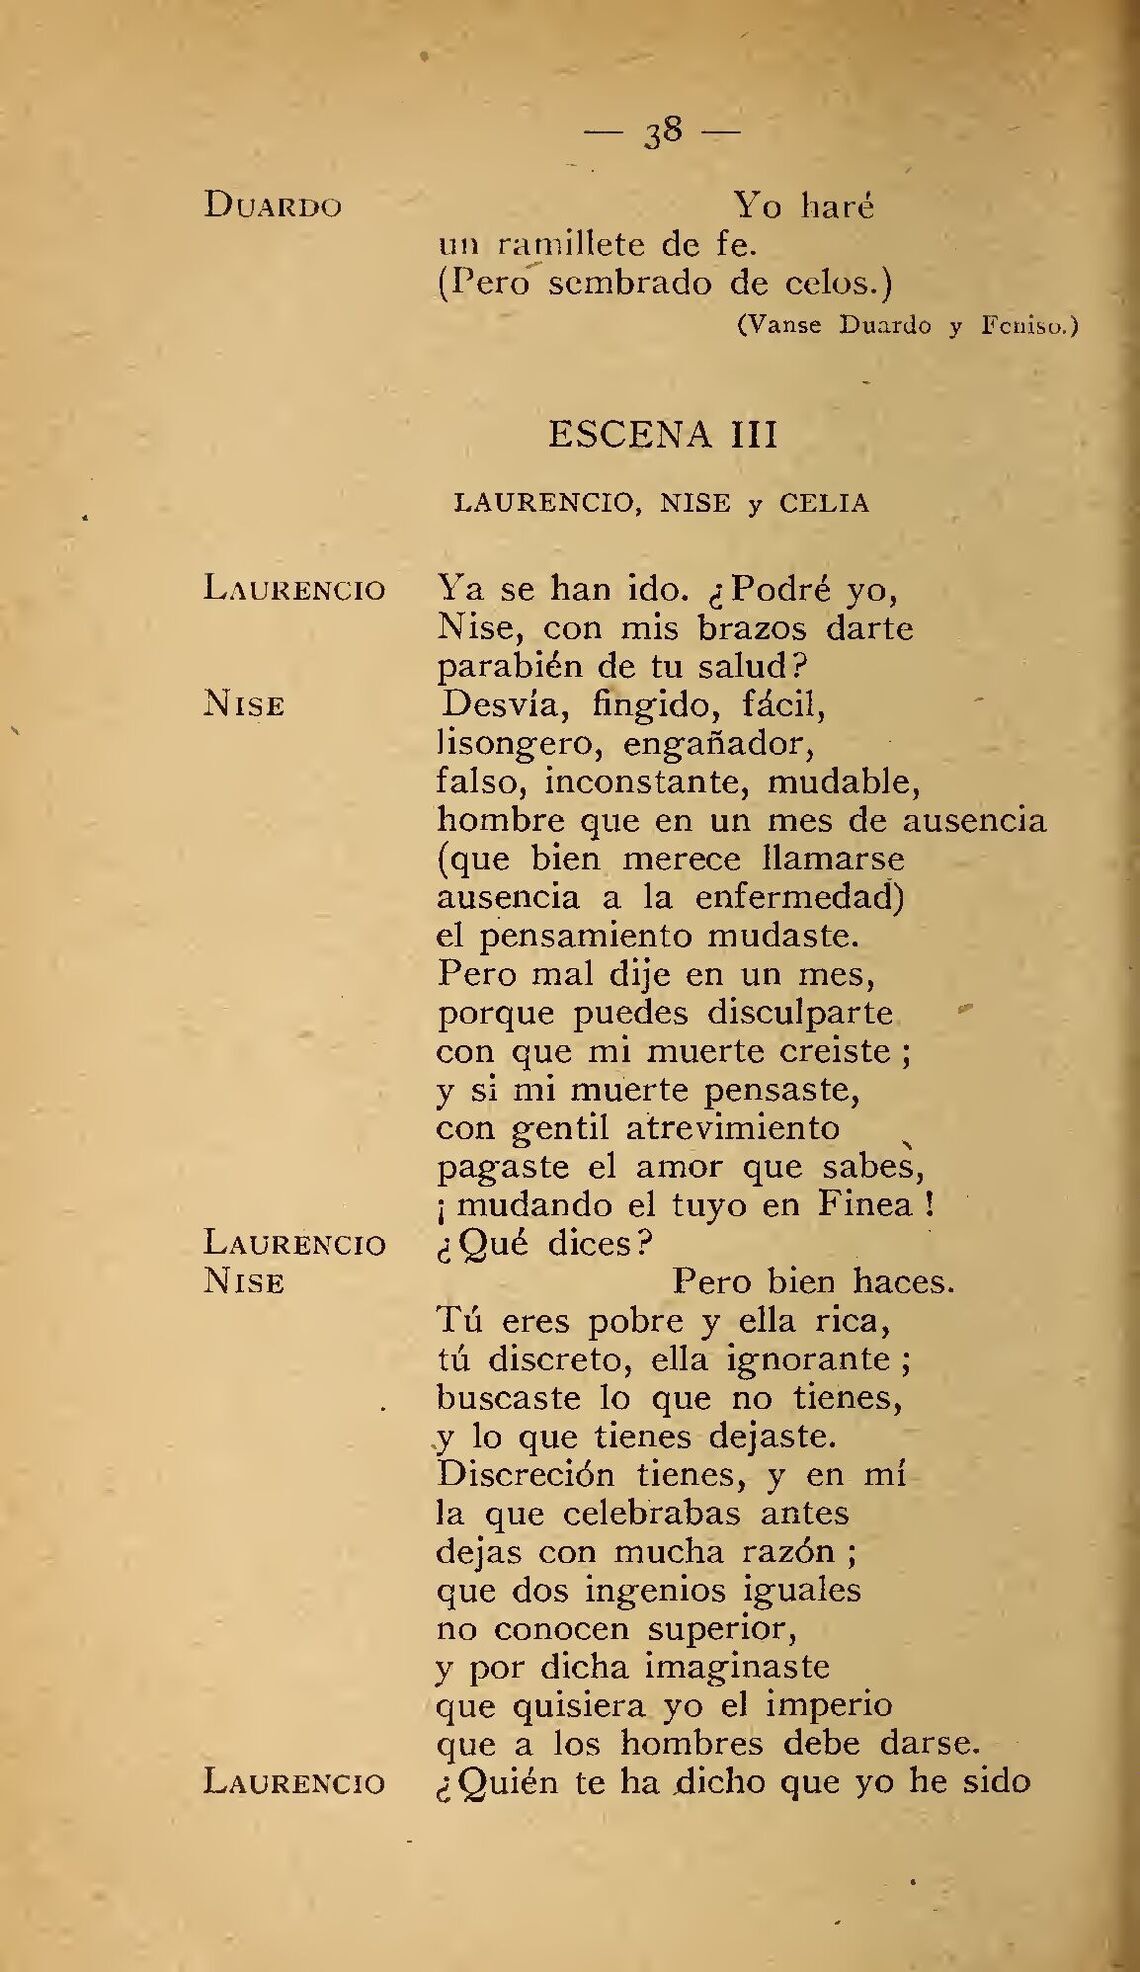 — 38 —
DUARDO Yo haré
un ramillete de fe.
(Pero sembrado de celos.)
(Vanse Duardo y Feniso.)
ESCENA III
LAURENCIO, NISE y CELIA
LAURENCIO Ya se han ido. ¿Podré yo,
Nise, con mis brazos darte
parabién de tu salud?
NISE Desvía, fingido, fácil,
lisongero, engañador,
falso, inconstante, mudable,
hombre que en un mes de ausencia
(que bien merece llamarse
ausencia a la enfermedad)
el pensamiento mudaste.
Pero mal dije en un mes,
porque puedes disculparte
con que mi muerte creiste ;
y si mi muerte pensaste,
con gentil atrevimiento
pagaste el amor que sabes,
¡ mudando el tuyo en Finea !
LAURENCIO ¿Qué dices?
NISE Pero bien haces.
Tú eres pobre y ella rica,
tú discreto, ella ignorante ;
buscaste lo que no tienes,
y lo que tienes dejaste.
Discreción tienes, y en mí
la que celebrabas antes
dejas con mucha razón ;
que dos ingenios iguales
no conocen superior,
y por dicha imaginaste
que quisiera yo el imperio
que a los hombres debe darse.
LAURENCIO ¿Quién te ha dicho que yo he sido